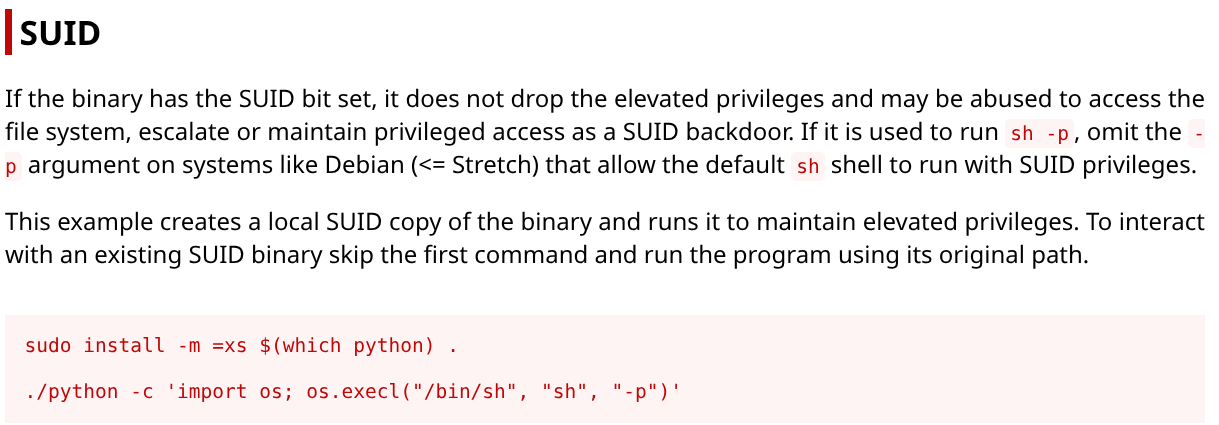 SUID
If the binary has the SUID bit set, it does not drop the elevated privileges and may be abused to access the
file system, escalate or maintain privileged access as a SUID backdoor. If it is used to run sh -p, omit the -
p argument on systems like Debian (<= Stretch) that allow the default sh shell to run with SUID privileges.
This example creates a local SUID copy of the binary and runs it to maintain elevated privileges. To interact
with an existing SUID binary skip the first command and run the program using its original path.
sudo install -m =xs $(which python) .
./python -c 'import os; os.execl("/bin/sh", "sh", "-p")'